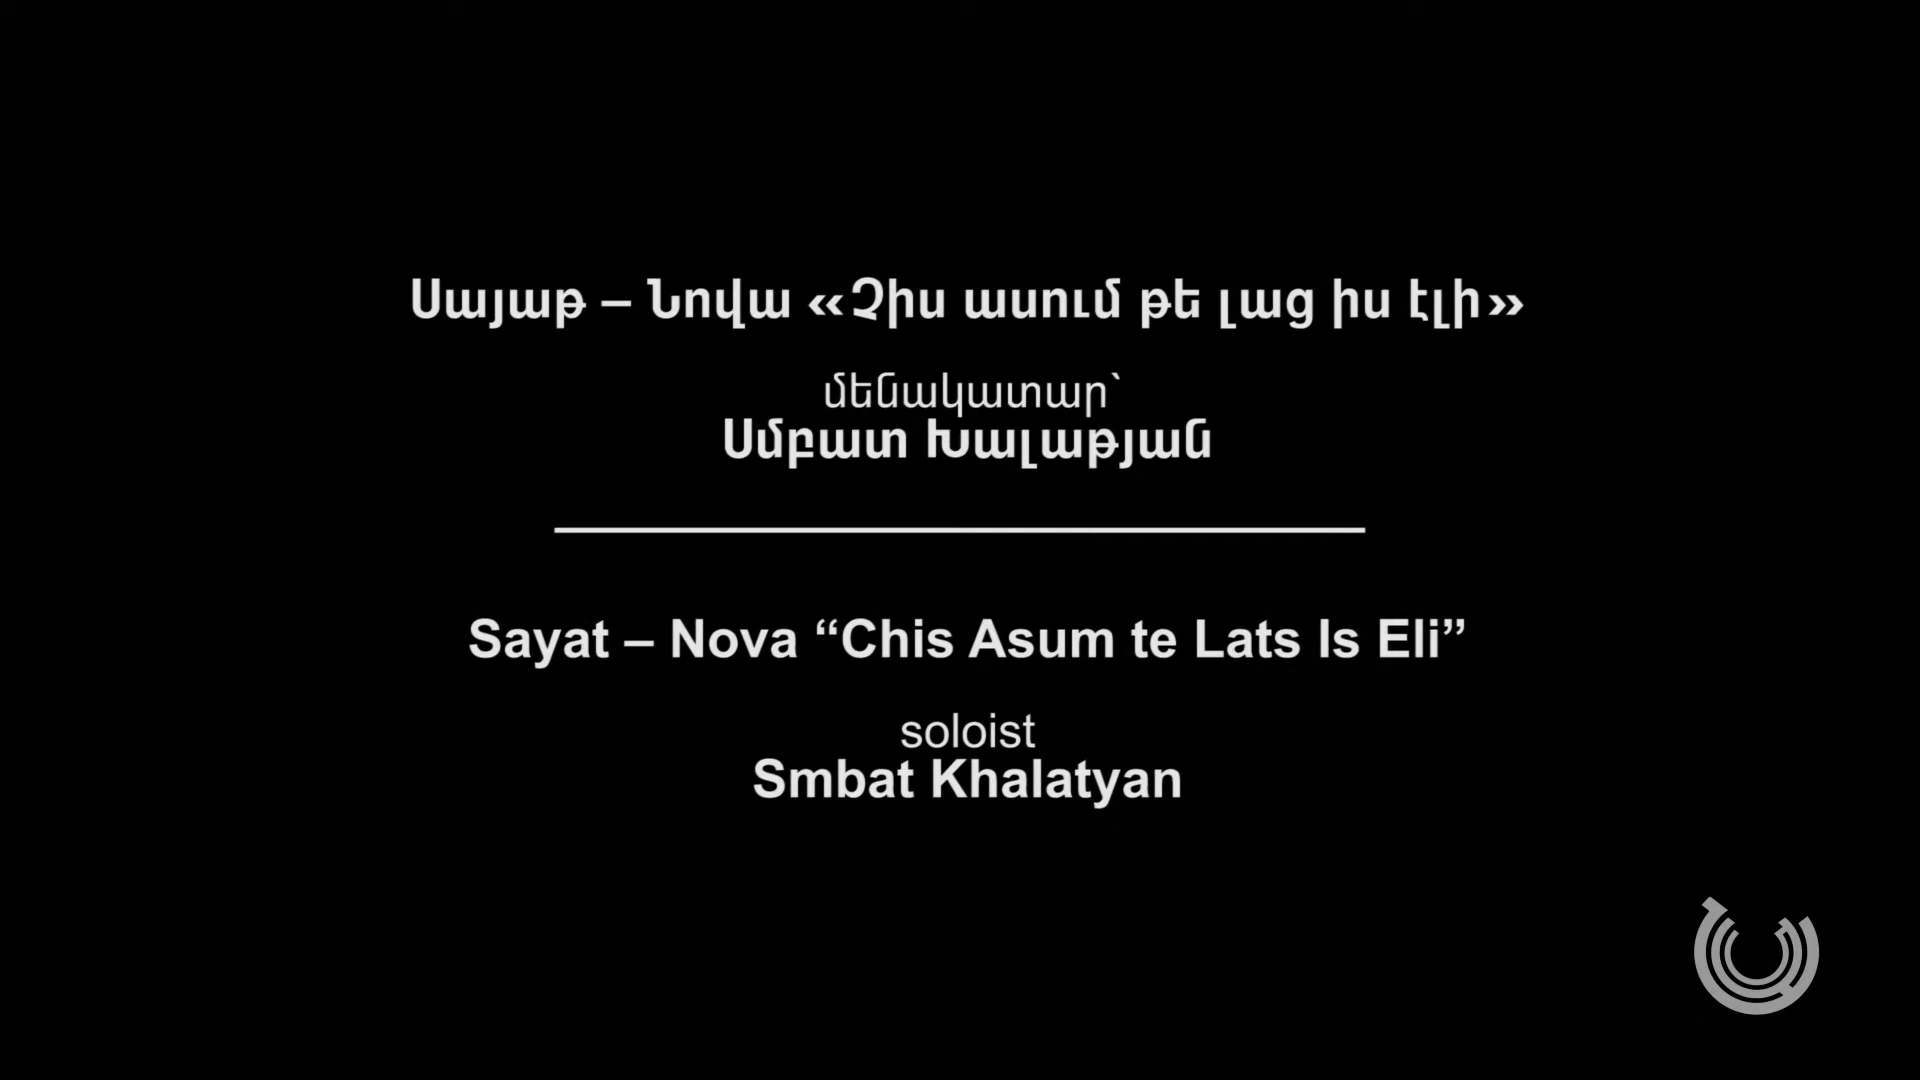 Սայաթ – Նովա «Չիս ասում թե լաց իս էլի»
մենակատար՝
Սմբատ Խալաթյան
Sayat – Nova “Chis Asum te Lats Is Eli”
soloist
Smbat Khalatyan